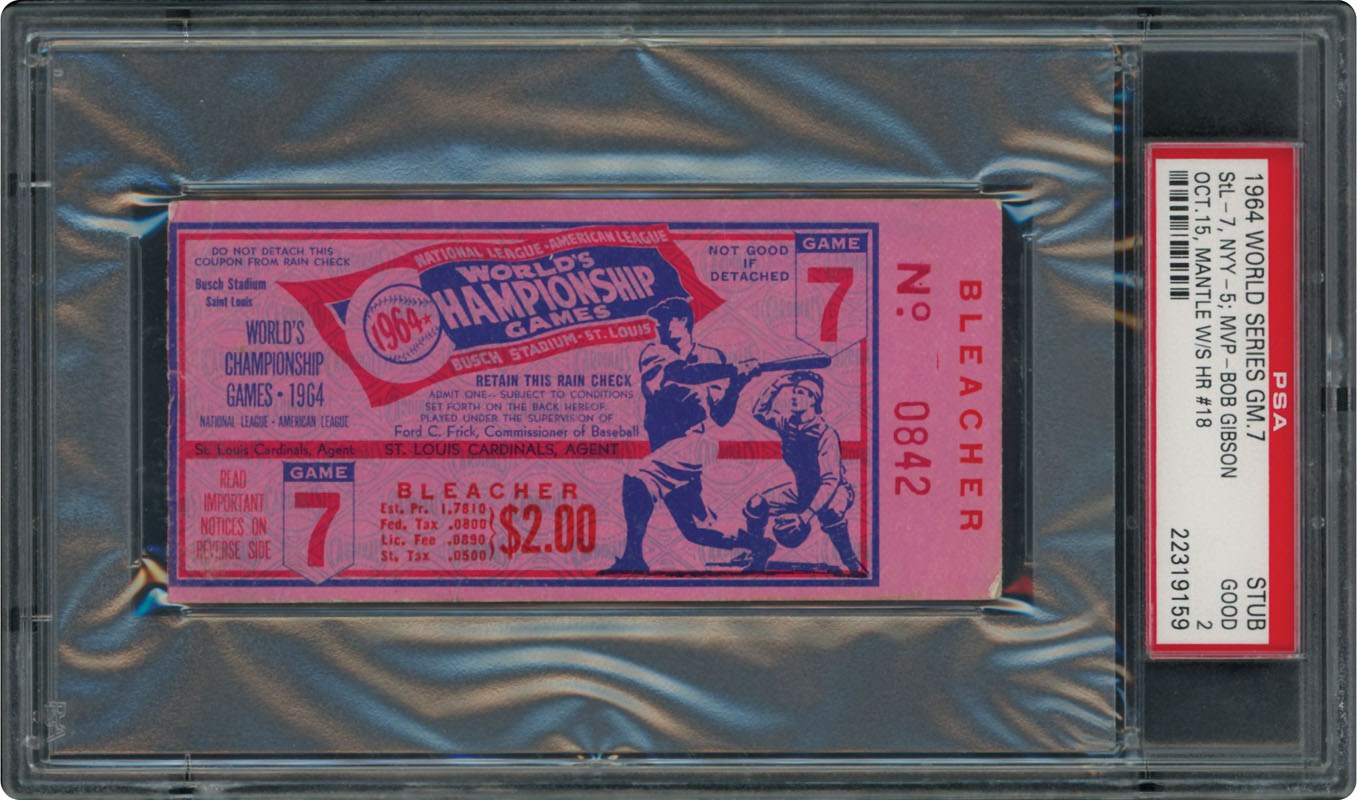 DO NOT DETACH THIS
COUPON FROM RAIN CHECK
Busch Stadium
Saint Louis
WORLD'S
CHAMPIONSHIP
GAMES • 1964
NATIONAL LEAGUE - AMERICAN LEAGUE
NATIONAL LEAGUE - AMERICAN LEAGUE
WORLD'S
CHAMPIONSHIP
GAMES
1964
BUSCH STADIUM - ST. LOUIS
NOT GOOD
IF
DETACHED
GAME
7
RETAIN THIS RAIN CHECK
ADMIT ONE — SUBJECT TO CONDITIONS
SET FORTH ON THE BACK HEREOF.
PLAYED UNDER THE SUPERVISION OF
Ford C. Frick, Commissioner of Baseball
St. Louis Cardinals, Agent
ST. LOUIS CARDINALS, AGENT
READ
IMPORTANT
NOTICES ON
REVERSE SIDE
GAME
7
BLEACHER
Est. Pr. 1.7810
Fed. Tax .0800
Lic. Fee .0890
St. Tax .0500
$2.00
No 0842
BLEACHER
PSA
1964 WORLD SERIES GM.7 STUB
StL - 7, NYY - 5; MVP - BOB GIBSON GOOD
OCT.15, MANTLE W/S HR #18 2
22319159
PSA